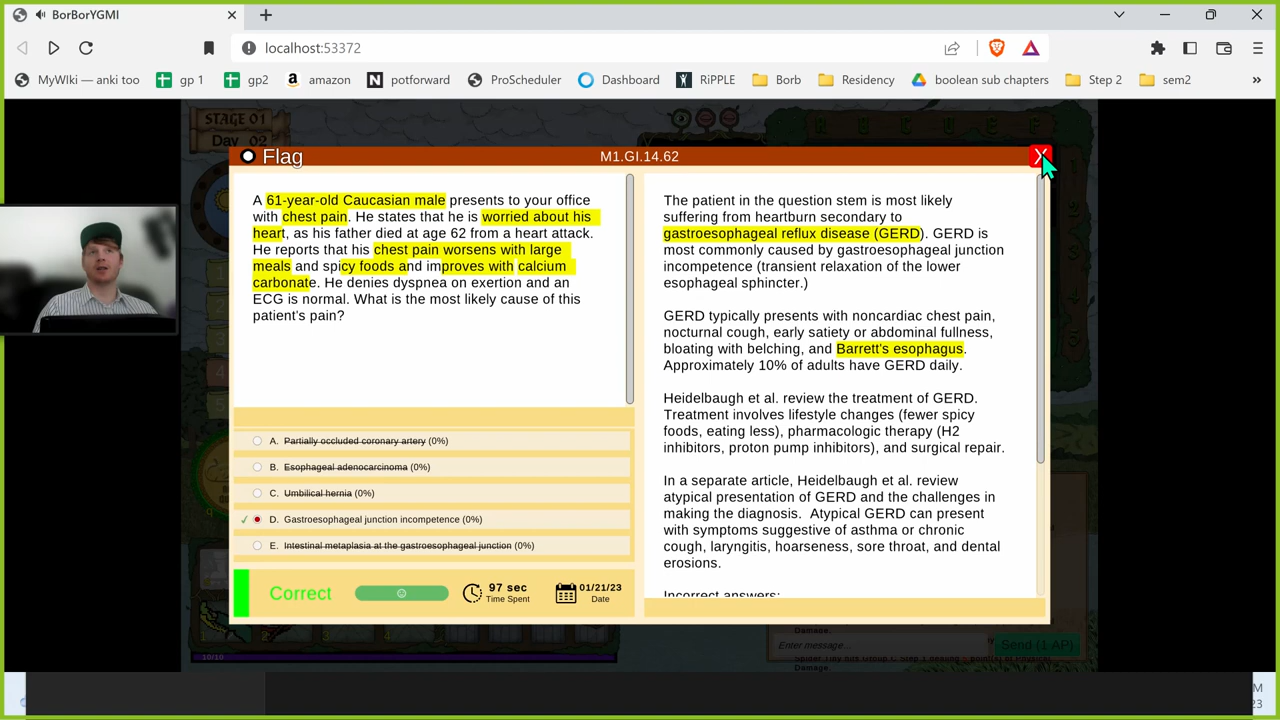 BorBorYGMI
localhost:53372
MyWIki — anki too
gp 1
gp2
amazon
potforward
ProScheduler
Dashboard
RiPPLE
Borb
Residency
boolean sub chapters
Step 2
sem2
»
STAGE 01
Day 02
Flag
M1.GI.14.62
X
A 61-year-old Caucasian male presents to your office
with chest pain. He states that he is worried about his
heart, as his father died at age 62 from a heart attack.
He reports that his chest pain worsens with large
meals and spicy foods and improves with calcium
carbonate. He denies dyspnea on exertion and an
ECG is normal. What is the most likely cause of this
patient's pain?
A. Partially occluded coronary artery (0%)
B. Esophageal adenocarcinoma (0%)
C. Umbilical hernia (0%)
D. Gastroesophageal junction incompetence (0%)
E. Intestinal metaplasia at the gastroesophageal junction (0%)
Correct
97 sec
Time Spent
01/21/23
Date
The patient in the question stem is most likely
suffering from heartburn secondary to
gastroesophageal reflux disease (GERD). GERD is
most commonly caused by gastroesophageal junction
incompetence (transient relaxation of the lower
esophageal sphincter.)
GERD typically presents with noncardiac chest pain,
nocturnal cough, early satiety or abdominal fullness,
bloating with belching, and Barrett's esophagus.
Approximately 10% of adults have GERD daily.
Heidelbaugh et al. review the treatment of GERD.
Treatment involves lifestyle changes (fewer spicy
foods, eating less), pharmacologic therapy (H2
inhibitors, proton pump inhibitors), and surgical repair.
In a separate article, Heidelbaugh et al. review
atypical presentation of GERD and the challenges in
making the diagnosis.  Atypical GERD can present
with symptoms suggestive of asthma or chronic
cough, laryngitis, hoarseness, sore throat, and dental
erosions.
Incorrect answers:
Damage.
Enter message...
Send (1 AP)
Damage.
10/10
M
23